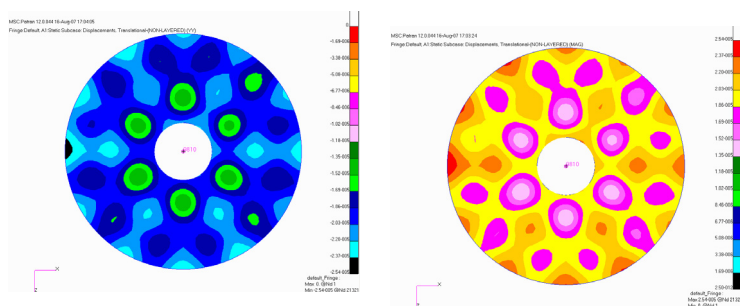 MSC.Patran 12.0.044 16-Aug-07 17:04:05
Fringe:Default A1:Static Subcase: Displacements, Translational-(NON-LAYERED) (YY)
0
-1.69-006
-3.38-006
-5.08-006
-6.77-006
-8.46-006
-1.02-005
-1.18-005
-1.35-005
-1.52-005
-1.69-005
-1.86-005
-2.03-005
-2.20-005
-2.37-005
-2.54-005
9810
X
Z
default_Fringe :
Max 0. @Nd 1
Min -2.54-005 @Nd 21321
MSC.Patran 12.0.044 16-Aug-07 17:03:24
Fringe:Default A1:Static Subcase: Displacements, Translational-(NON-LAYERED) (MAG)
2.54-005
2.37-005
2.20-005
2.03-005
1.86-005
1.69-005
1.52-005
1.35-005
1.18-005
1.02-005
8.46-006
6.77-006
5.08-006
3.38-006
1.69-006
9810
X
Z
default_Fringe :
Max 2.54-005 @Nd 21321